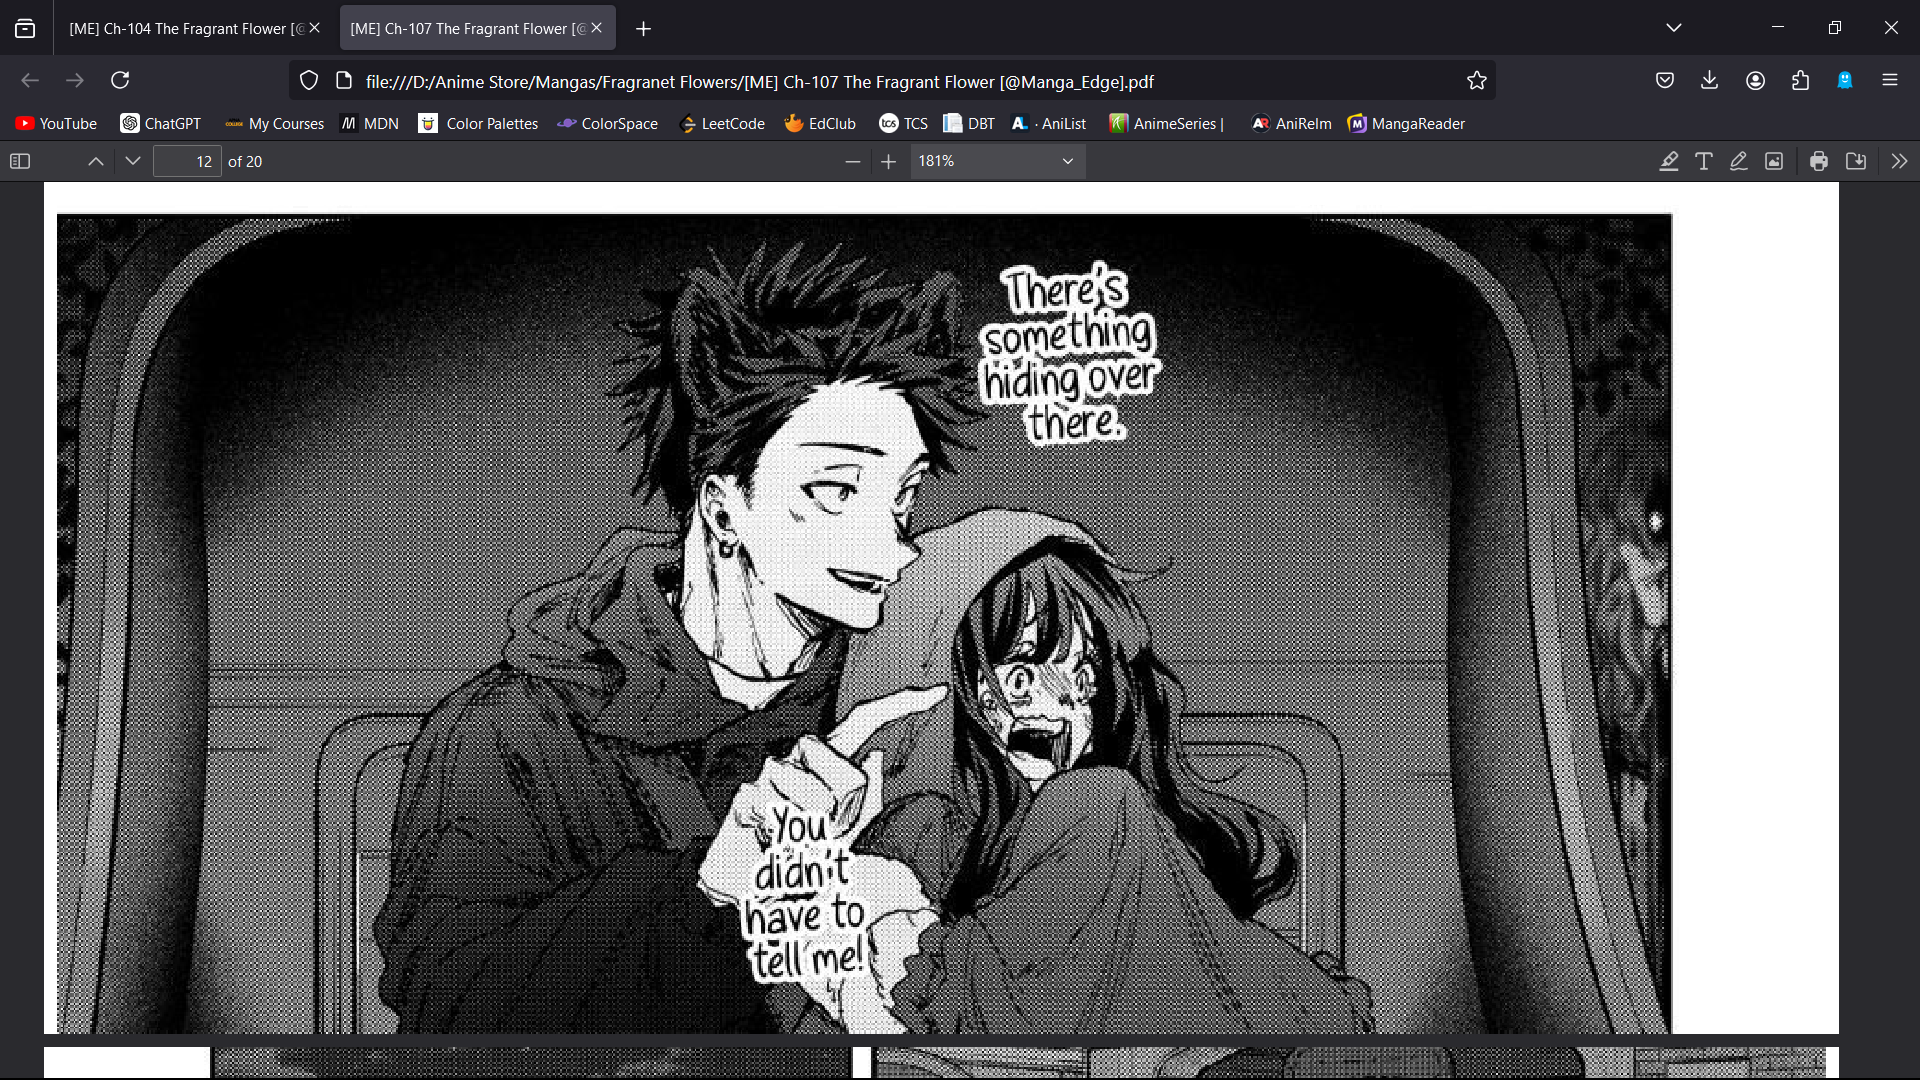 [ME] Ch-104 The Fragrant Flower [@
[ME] Ch-107 The Fragrant Flower [@
file:///D:/Anime Store/Mangas/Fragranet Flowers/[ME] Ch-107 The Fragrant Flower [@Manga_Edge].pdf
YouTube ChatGPT My Courses MDN Color Palettes ColorSpace LeetCode EdClub TCS DBT · AniList AnimeSeries | AniRelm MangaReader
12 of 20 181%
There's
something
hiding over
there.
You
didn't
have to
tell me!